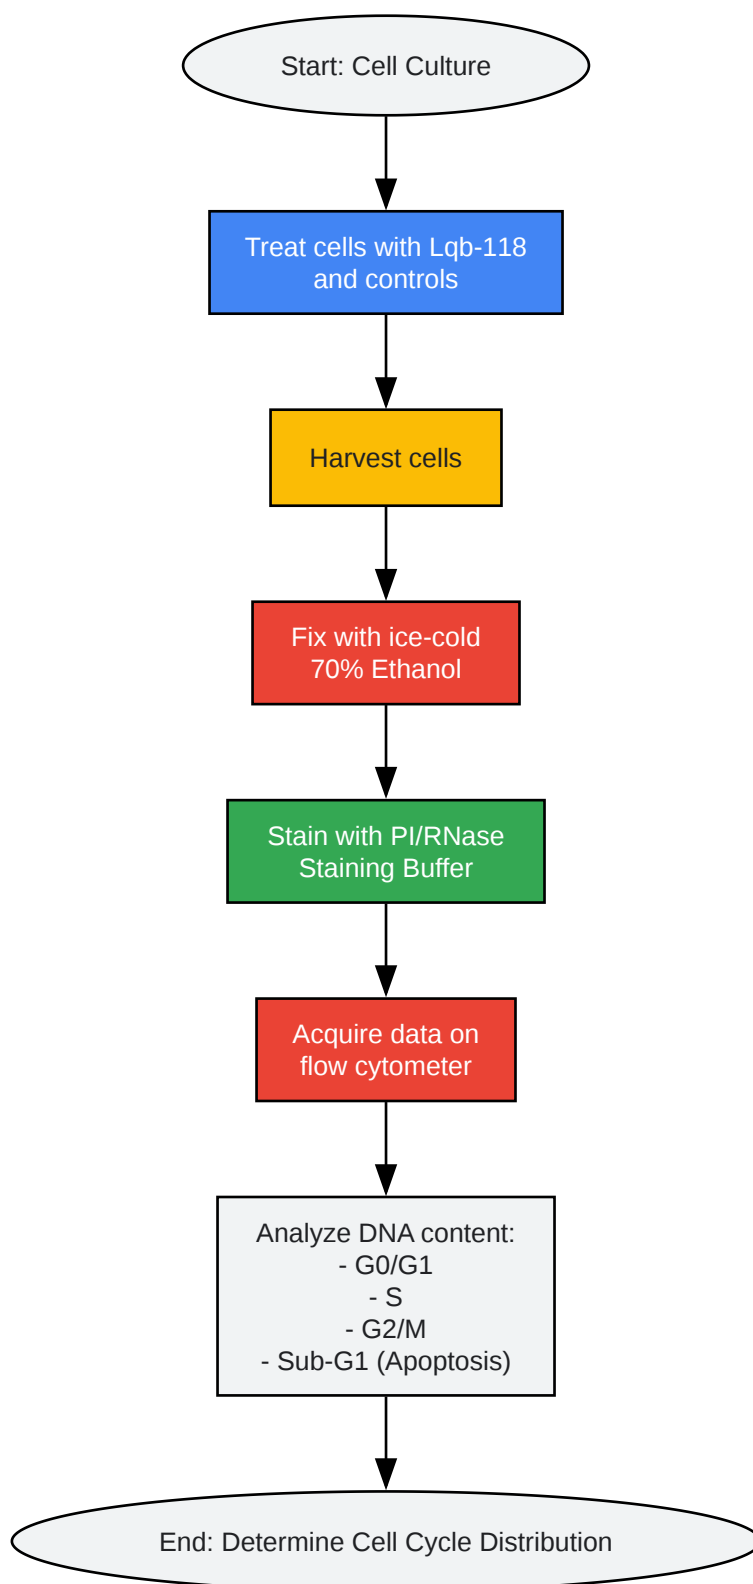 Start: Cell Culture
Treat cells with Lqb-118
and controls
Harvest cells
Fix with ice-cold
70% Ethanol
Stain with PI/RNase
Staining Buffer
Acquire data on
flow cytometer
Analyze DNA content:
- G0/G1
- S
- G2/M
- Sub-G1 (Apoptosis)
End: Determine Cell Cycle Distribution